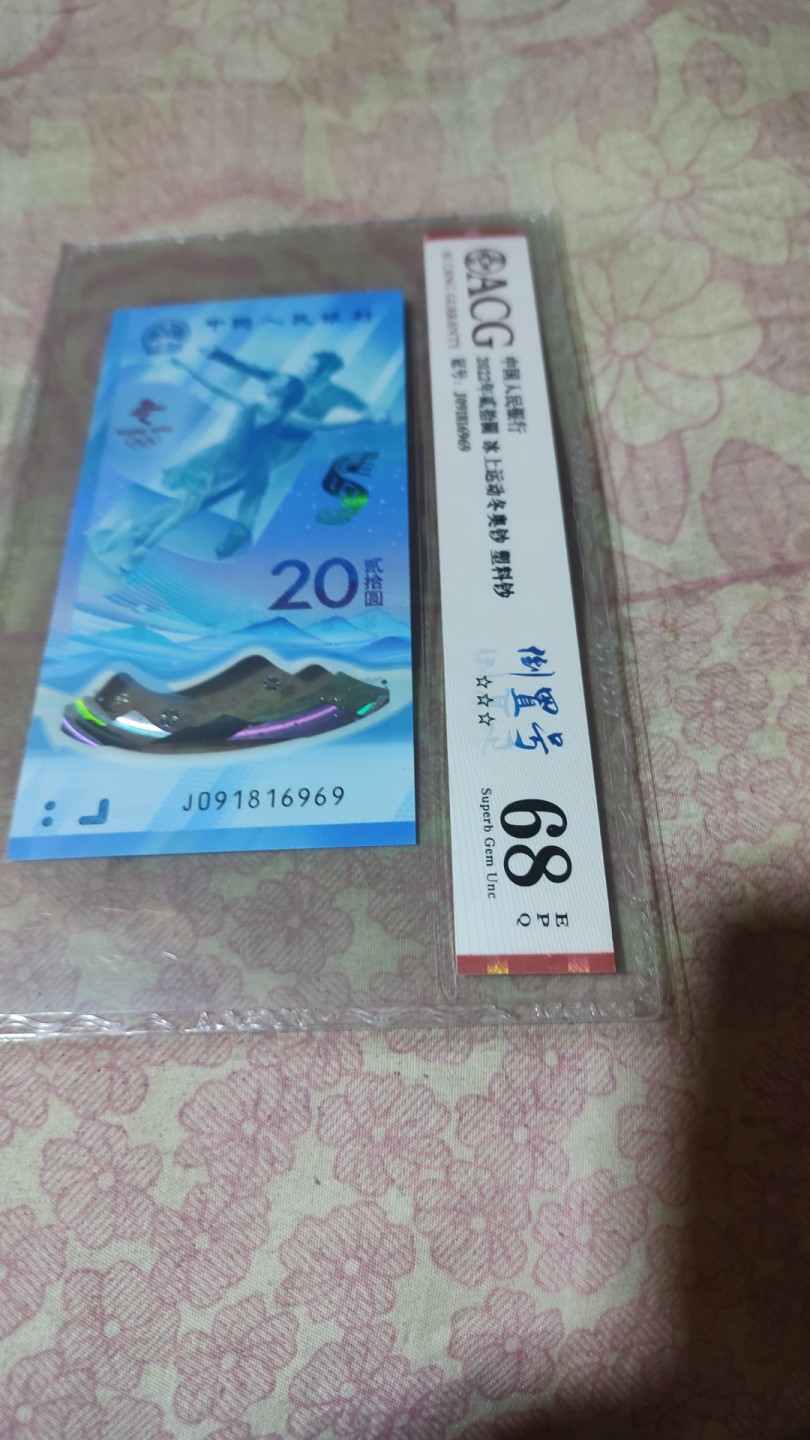 中国人民银行
20
贰拾圆
J091816969
ACG
中国人民银行
2022年贰拾圆 冰上运动冬奥钞 塑料钞
冠号：J091816969
倒置号
☆☆☆
68
EPQ
Superb Gem Unc